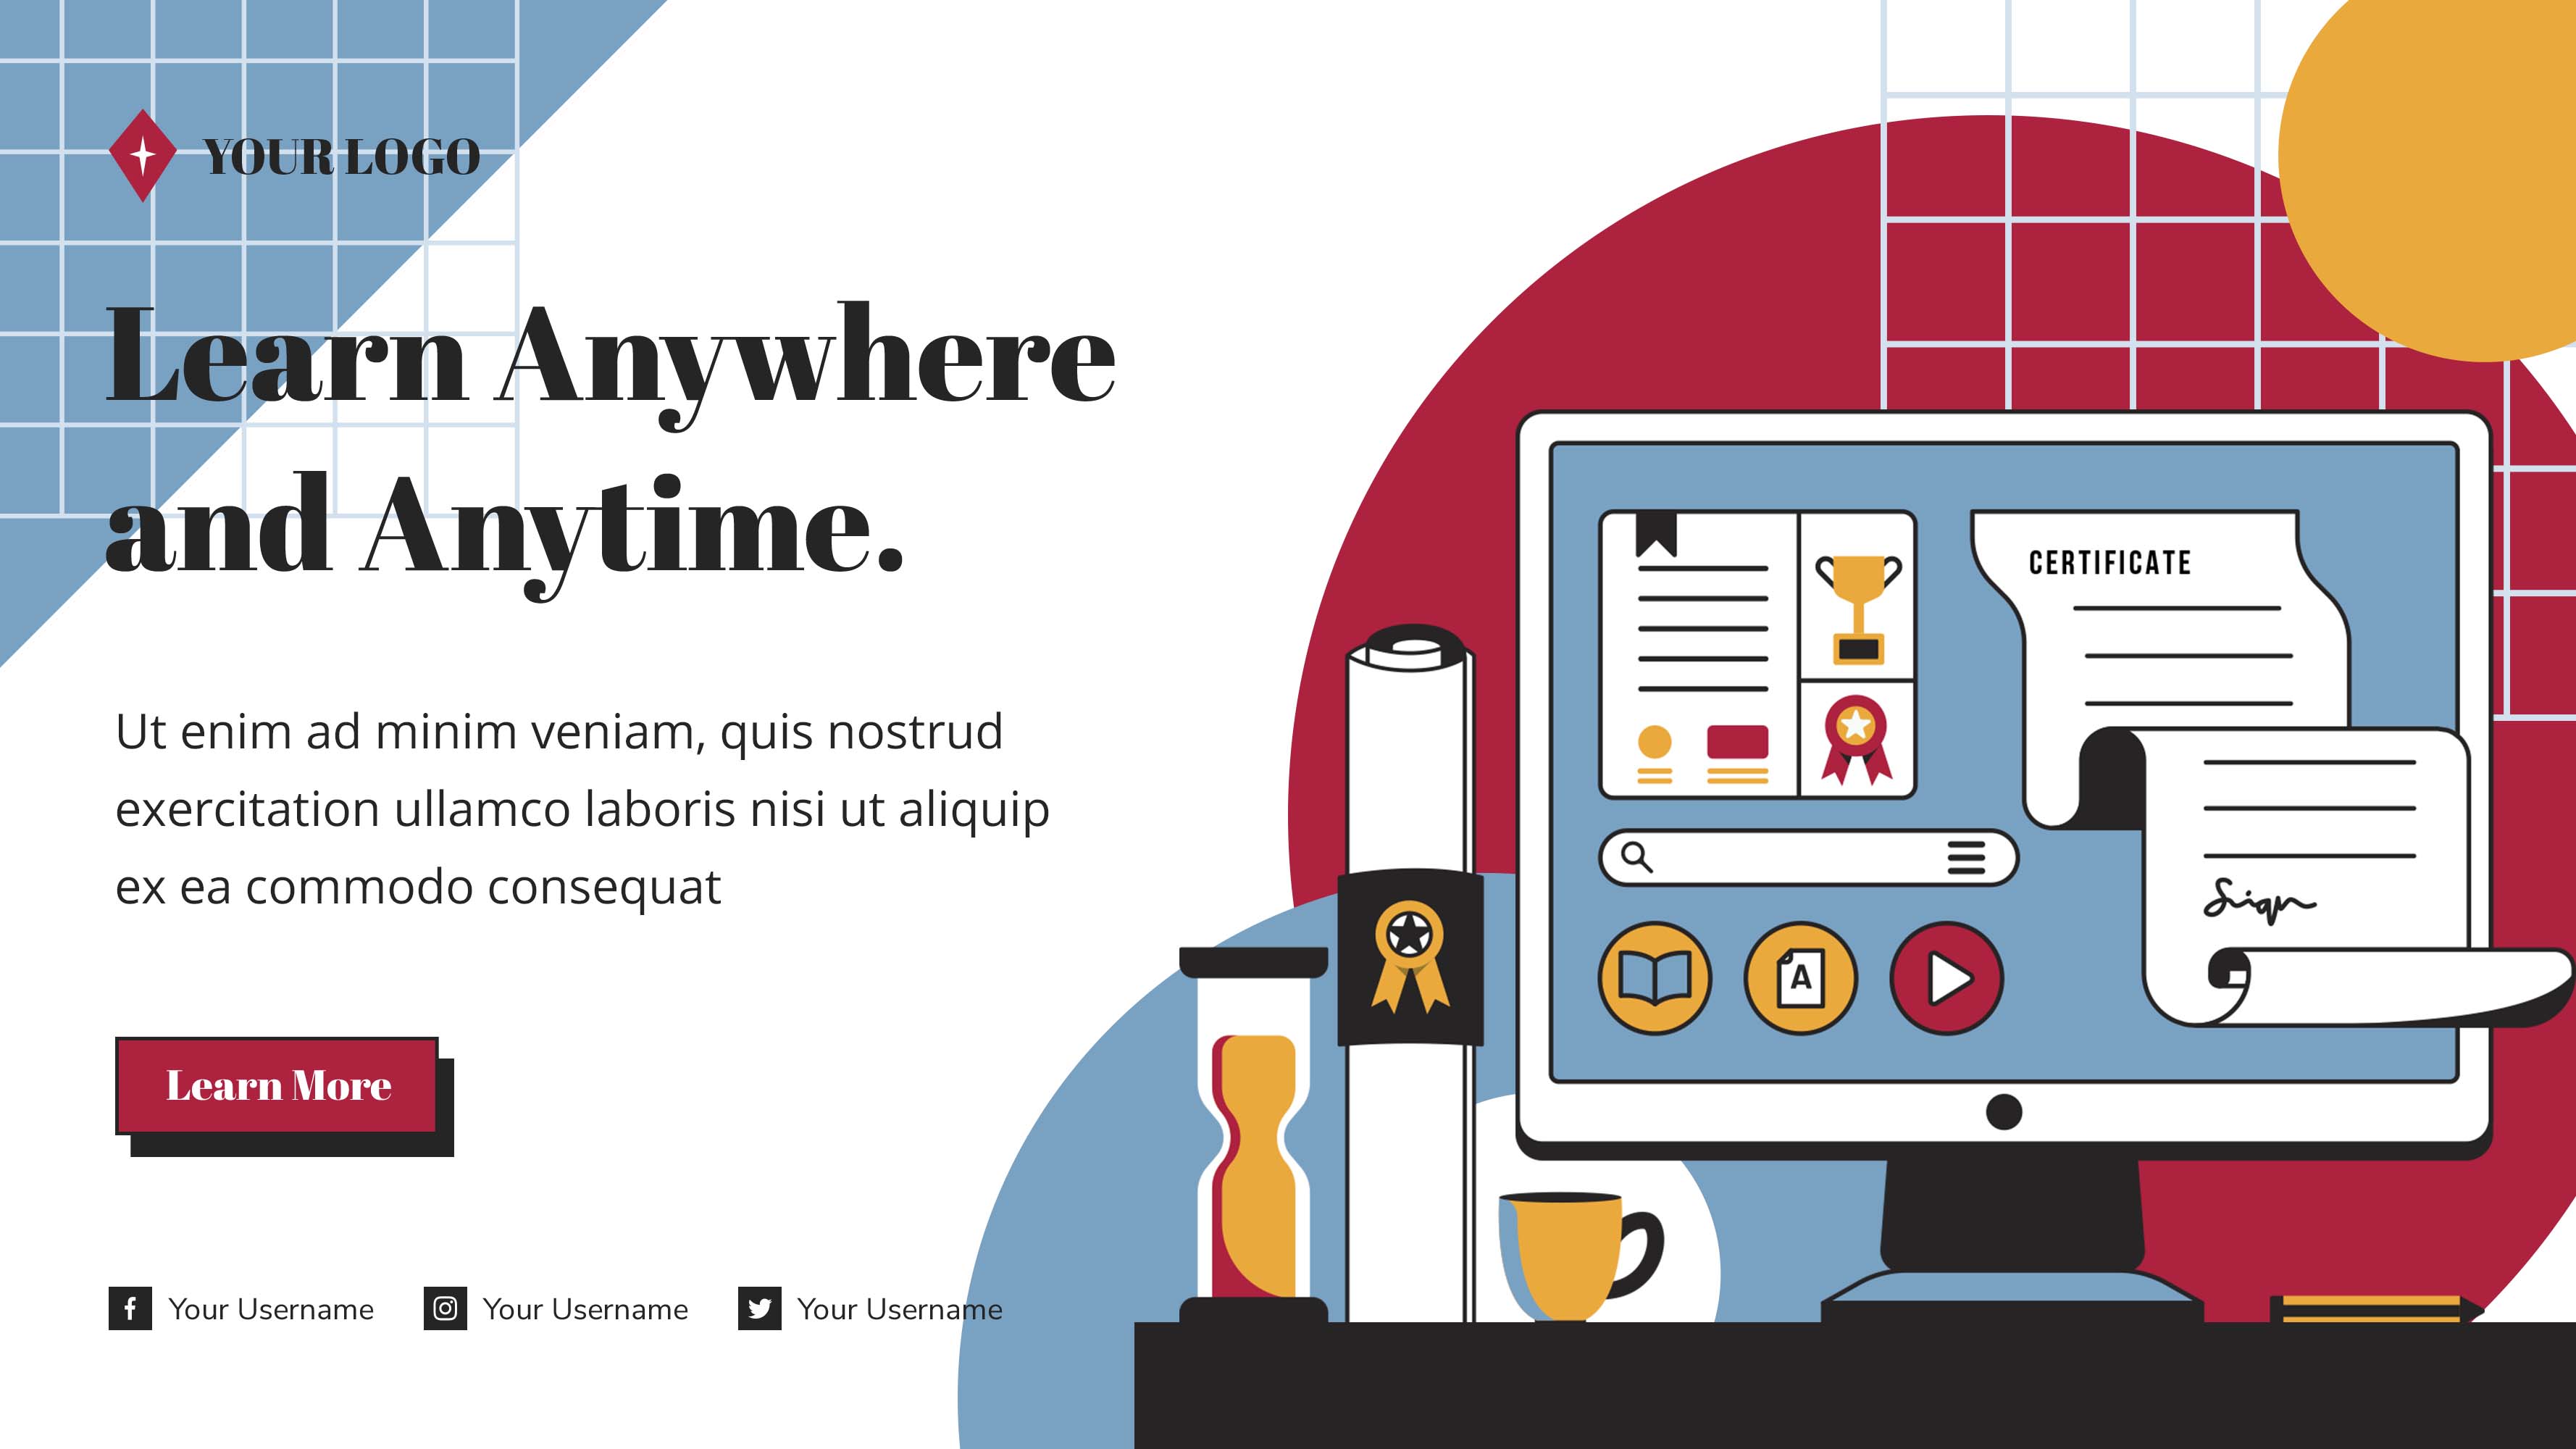 YOUR LOGO
Learn Anywhere
and Anytime.
Ut enim ad minim veniam, quis nostrud
exercitation ullamco laboris nisi ut aliquip
ex ea commodo consequat
Learn More
Your Username
Your Username
Your Username
CERTIFICATE
A
Sign